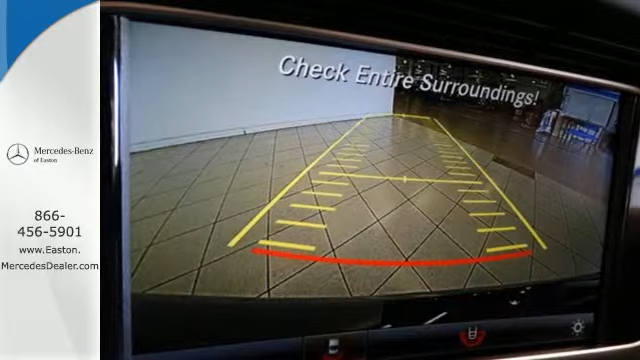 Check Entire Surroundings!
Mercedes-Benz
of Easton
866-
456-5901
www.Easton.
MercedesDealer.com